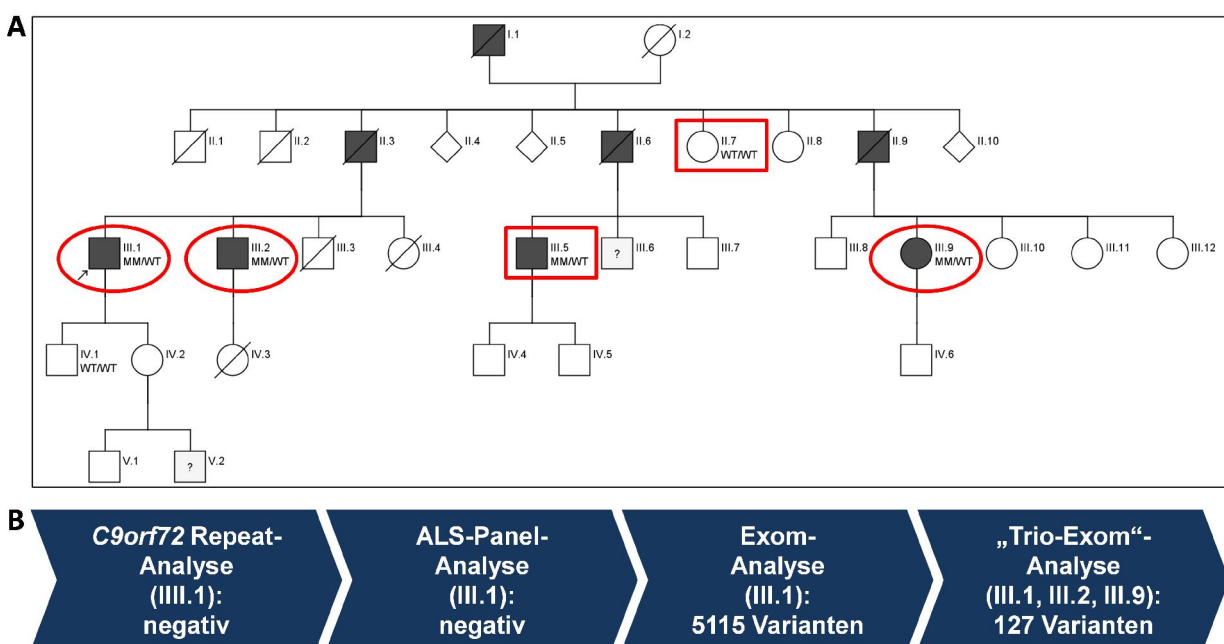 A
I.1
I.2
II.1
II.2
II.3
II.4
II.5
II.6
II.7
WT/WT
II.8
II.9
II.10
III.1
MM/WT
III.2
MM/WT
III.3
III.4
III.5
MM/WT
?
III.6
III.7
III.8
III.9
MM/WT
III.10
III.11
III.12
IV.1
WT/WT
IV.2
IV.3
IV.4
IV.5
IV.6
V.1
?
V.2
B
C9orf72 Repeat-
Analyse
(IIII.1):
negativ
ALS-Panel-
Analyse
(III.1):
negativ
Exom-
Analyse
(III.1):
5115 Varianten
„Trio-Exom“-
Analyse
(III.1, III.2, III.9):
127 Varianten